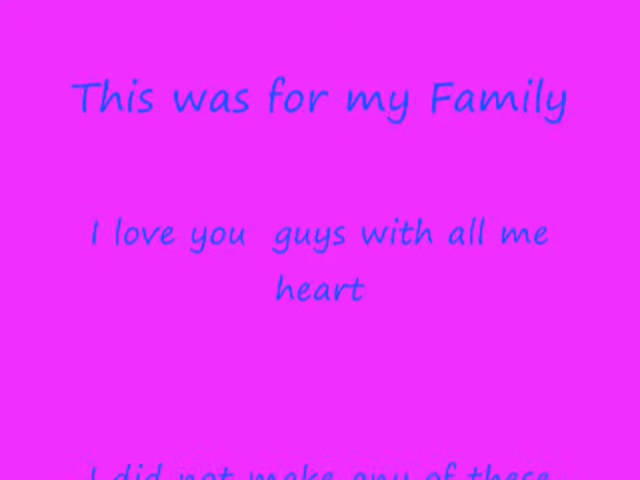 This was for my Family
I love you  guys with all me
heart
I did not make any of these